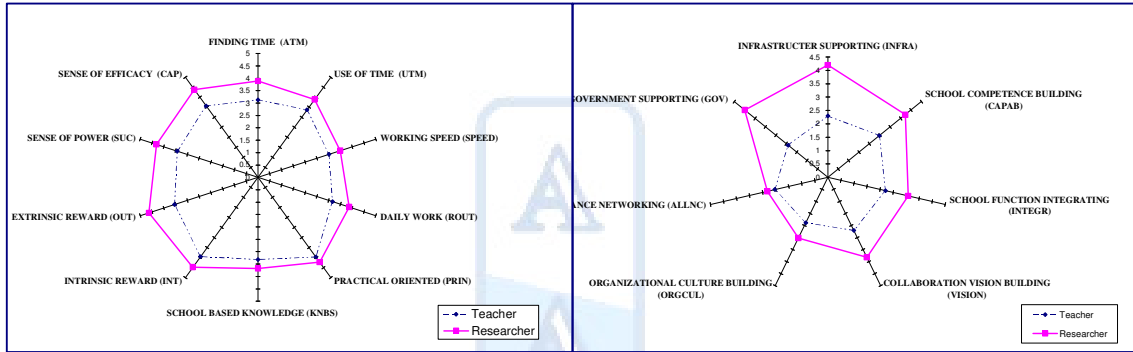 FINDING TIME (ATM)
SENSE OF EFFICACY (CAP)
USE OF TIME (UTM)
SENSE OF POWER (SUC)
WORKING SPEED (SPEED)
EXTRINSIC REWARD (OUT)
DAILY WORK (ROUT)
INTRINSIC REWARD (INT)
PRACTICAL ORIENTED (PRIN)
SCHOOL BASED KNOWLEDGE (KNBS)
5
4.5
4
3.5
3
2.5
2
1.5
1
0.5
0
Teacher
Researcher
INFRASTRUCTER SUPPORTING (INFRA)
GOVERNMENT SUPPORTING (GOV)
SCHOOL COMPETENCE BUILDING
(CAPAB)
ANCE NETWORKING (ALLNC)
SCHOOL FUNCTION INTEGRATING
(INTEGR)
ORGANIZATIONAL CULTURE BUILDING
(ORGCUL)
COLLABORATION VISION BUILDING
(VISION)
4.5
4
3.5
3
2.5
2
1.5
1
0.5
0
Teacher
Researcher
A
A